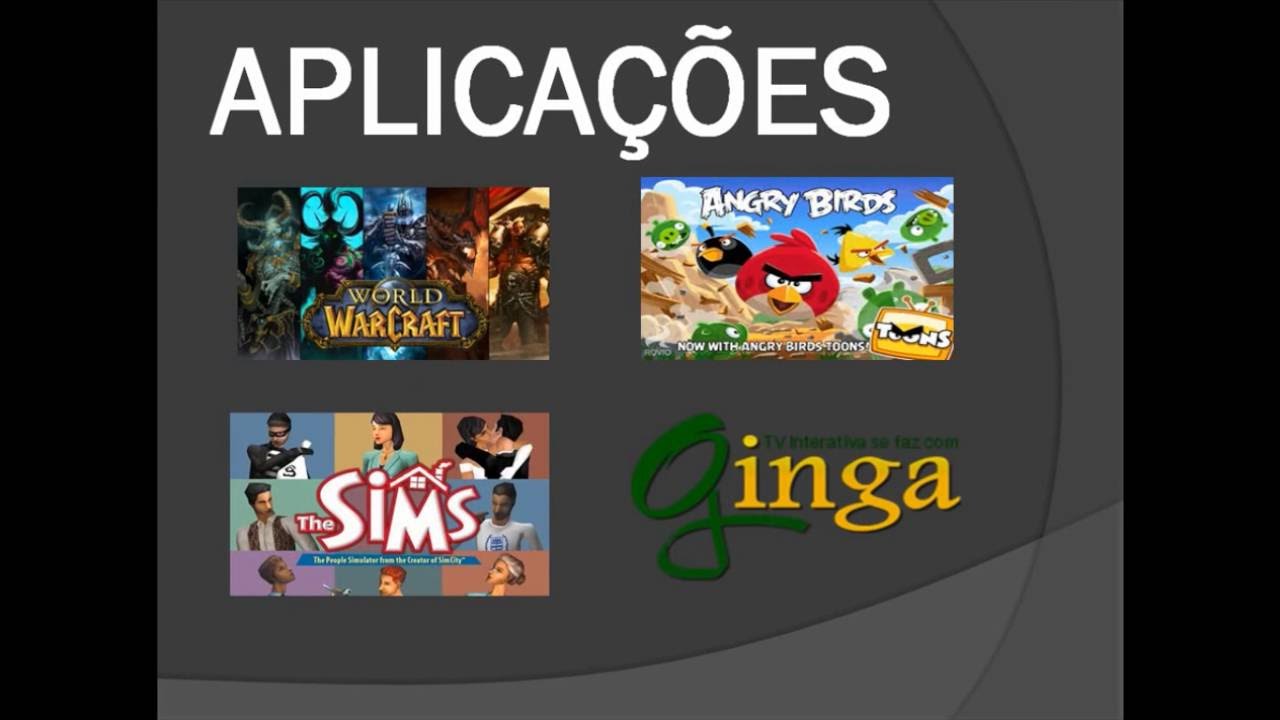 APLICAÇÕES
WORLD
WARCRAFT
ANGRY BIRDS
TOONS
NOW WITH ANGRY BIRDS TOONS!
ROVIO
The SIMS
The People Simulator from the Creator of SimCity™
TV Interativa se faz com
ginga